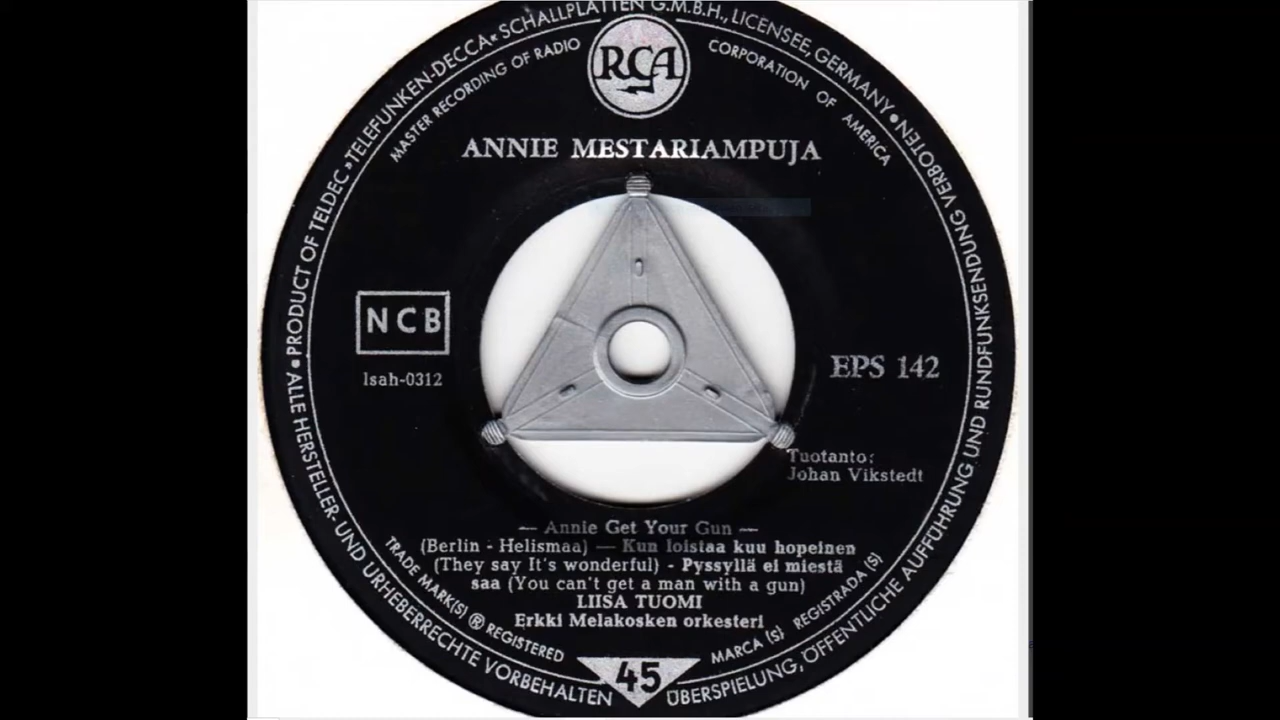 • PRODUCT OF TELDEC »TELEFUNKEN-DECCA« SCHALLPLATTEN G.M.B.H., LICENSEE, GERMANY •
MASTER RECORDING OF RADIO CORPORATION OF AMERICA
RCA
ANNIE MESTARIAMPUJA
NCB
Isah-0312
EPS 142
Tuotanto:
Johan Vikstedt
— Annie Get Your Gun —
(Berlin - Helismaa) — Kun loistaa kuu hopeinen
(They say It's wonderful) - Pyssyllä ei miestä
saa (You can't get a man with a gun)
LIISA TUOMI
Erkki Melakosken orkesteri
TRADE MARK(S) ® REGISTERED
MARCA (S) REGISTRADA (S)
45
ALLE HERSTELLER- UND URHEBERRECHTE VORBEHALTEN
ÜBERSPIELUNG, ÖFFENTLICHE AUFFÜHRUNG UND RUNDFUNKSENDUNG VERBOTEN